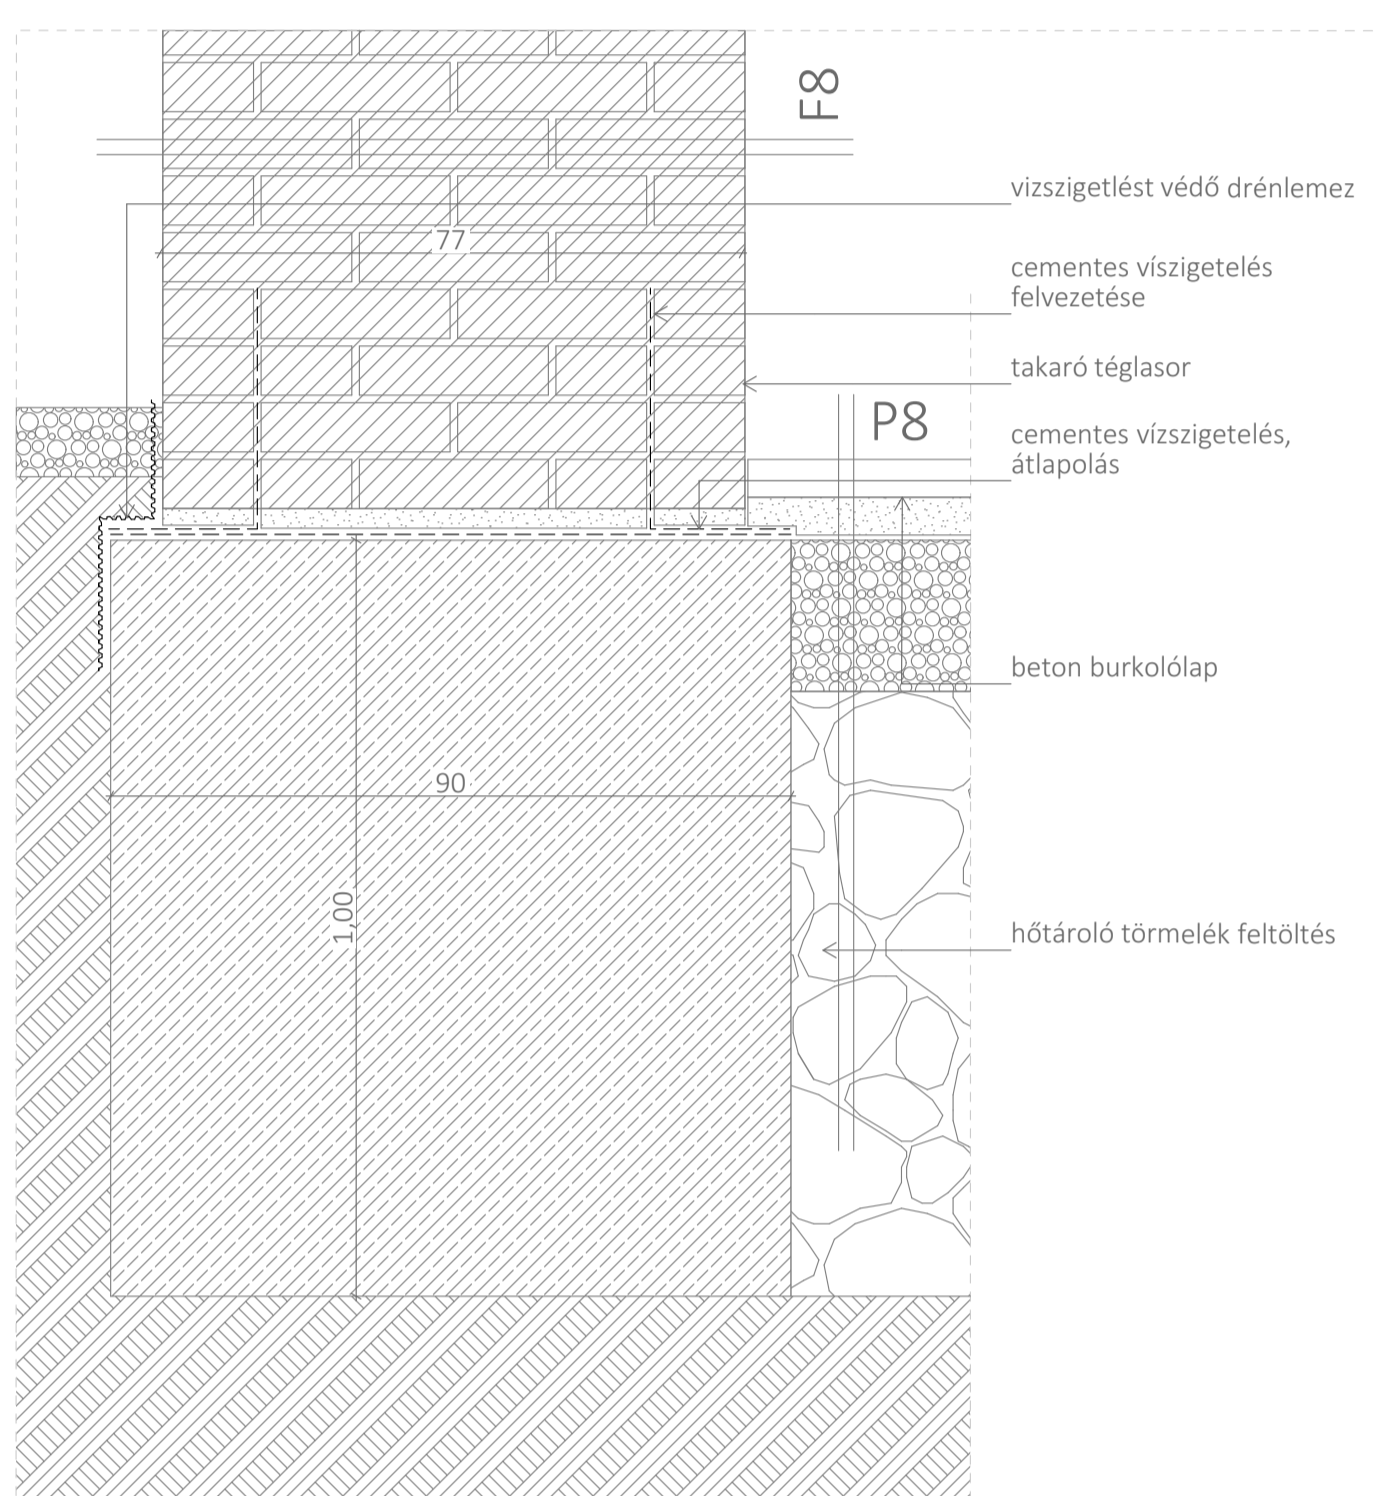 F8
vizszigetlést védő drénlemez
77
cementes víszigetelés
felvezetése
takaró téglasor
P8
cementes vízszigetelés,
átlapolás
beton burkolólap
90
1,00
hőtároló törmelék feltöltés